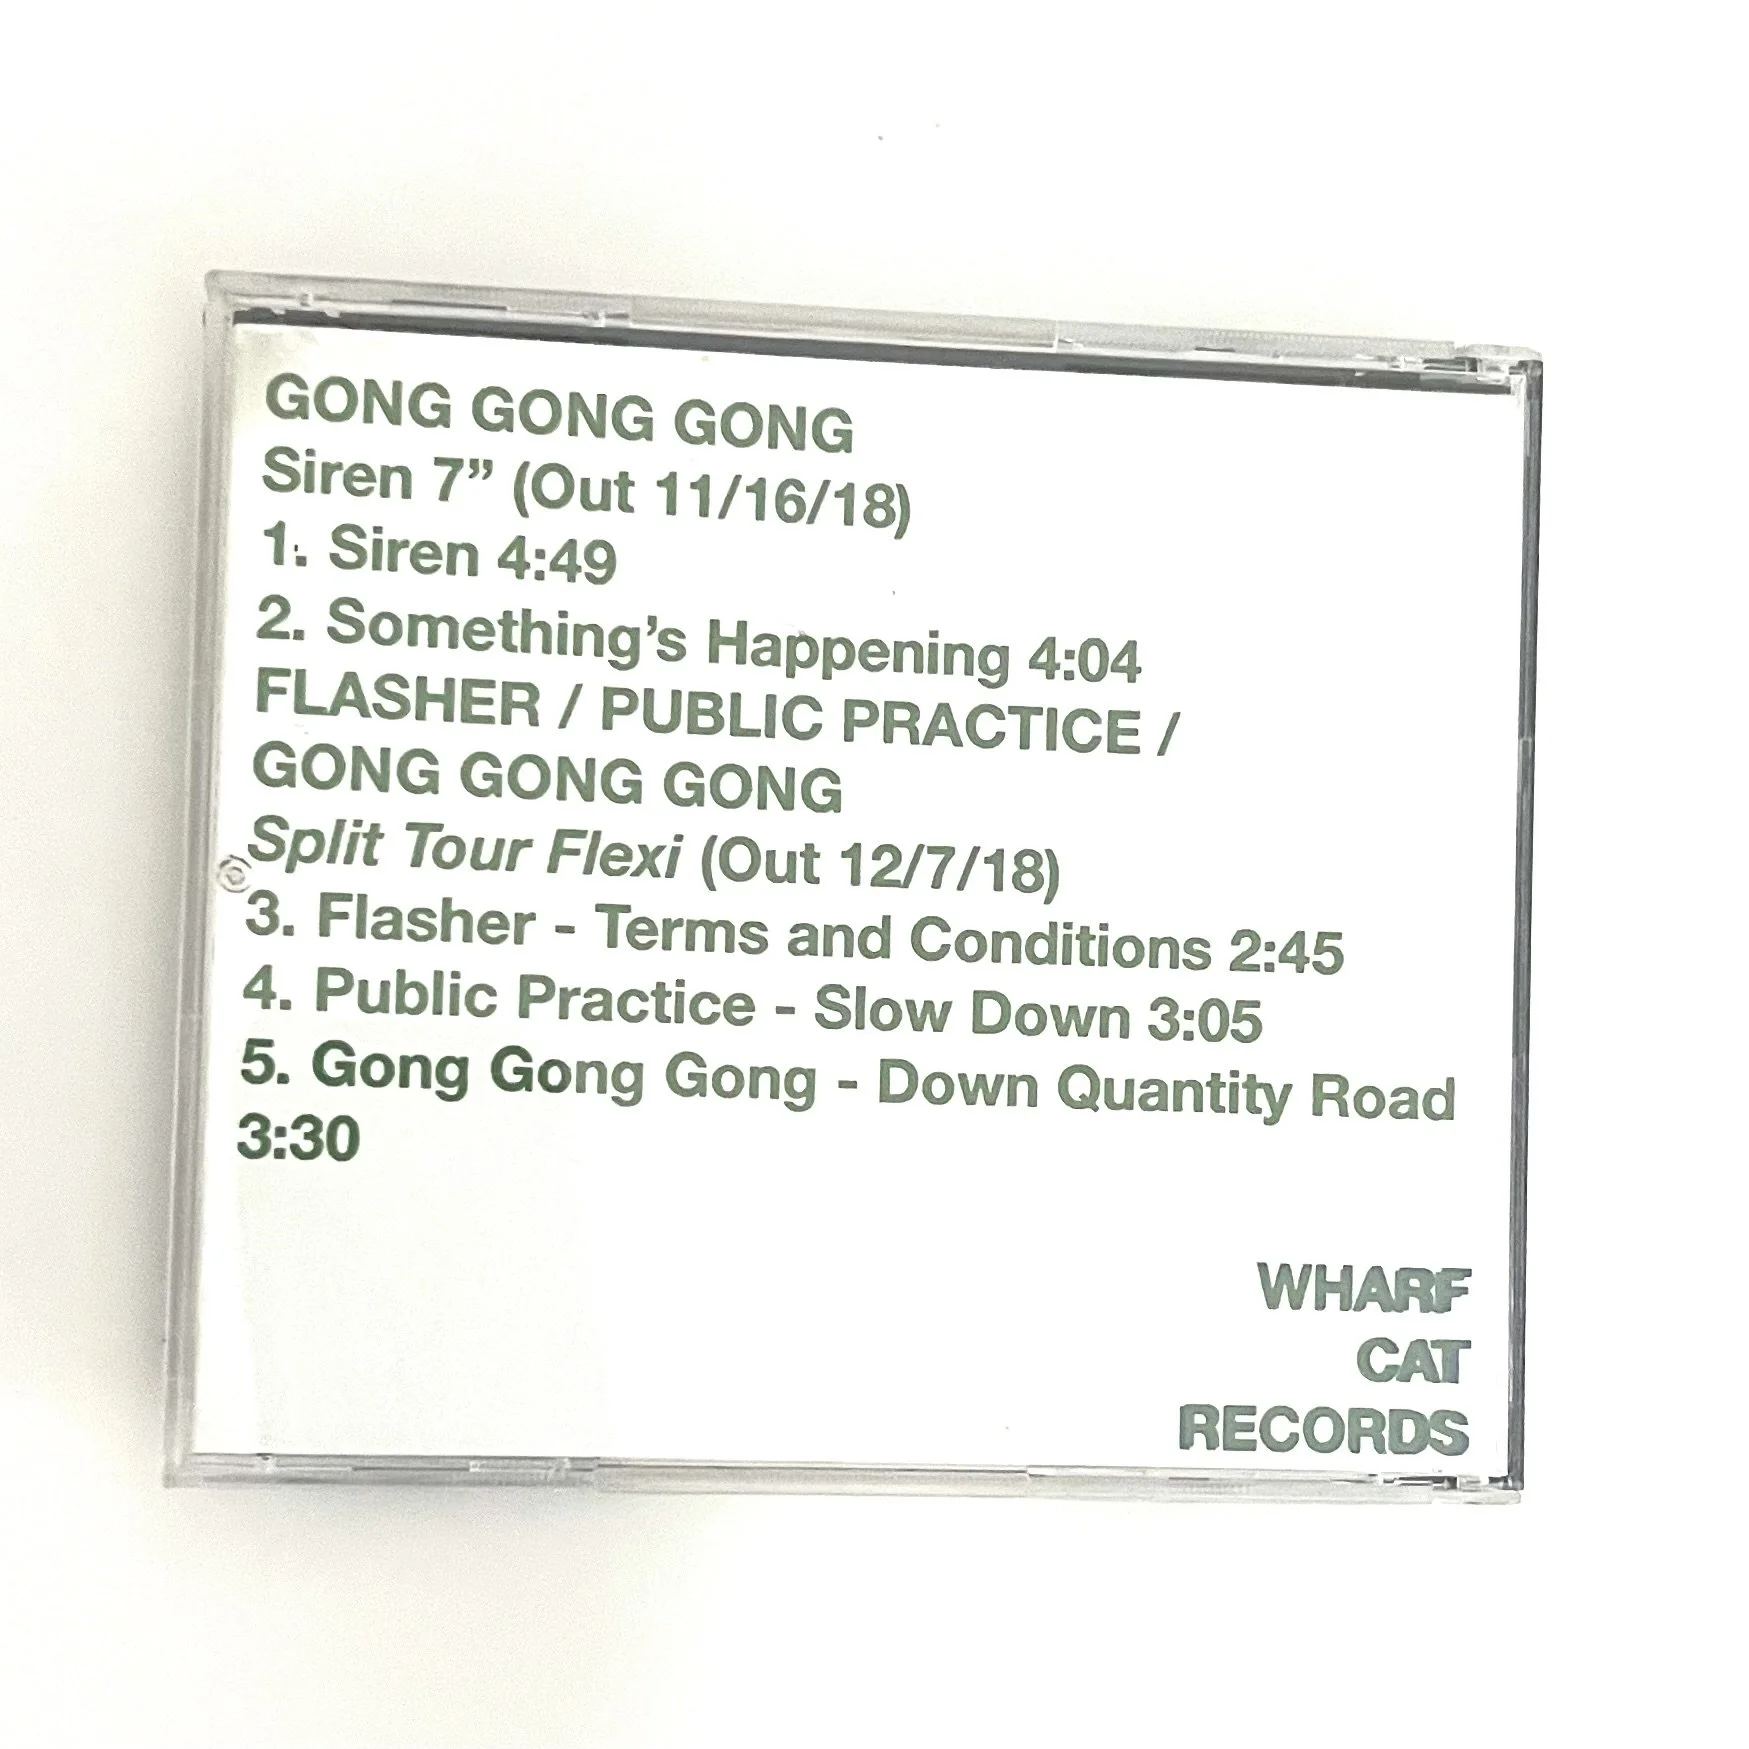 GONG GONG GONG
Siren 7” (Out 11/16/18)
1. Siren 4:49
2. Something’s Happening 4:04
FLASHER / PUBLIC PRACTICE /
GONG GONG GONG
Split Tour Flexi (Out 12/7/18)
3. Flasher - Terms and Conditions 2:45
4. Public Practice - Slow Down 3:05
5. Gong Gong Gong - Down Quantity Road
3:30
WHARF
CAT
RECORDS